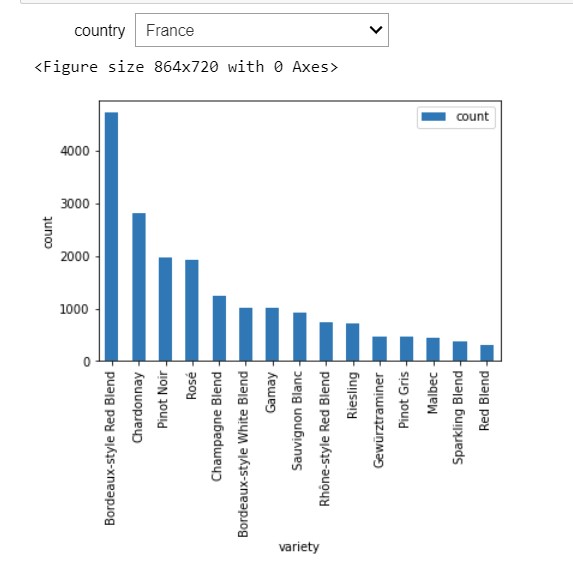 country France
<Figure size 864x720 with 0 Axes>
count
4000
3000
2000
1000
0
count
Bordeaux-style Red Blend
Chardonnay
Pinot Noir
Rosé
Champagne Blend
Bordeaux-style White Blend
Gamay
Sauvignon Blanc
Rhône-style Red Blend
Riesling
Gewürztraminer
Pinot Gris
Malbec
Sparkling Blend
Red Blend
variety